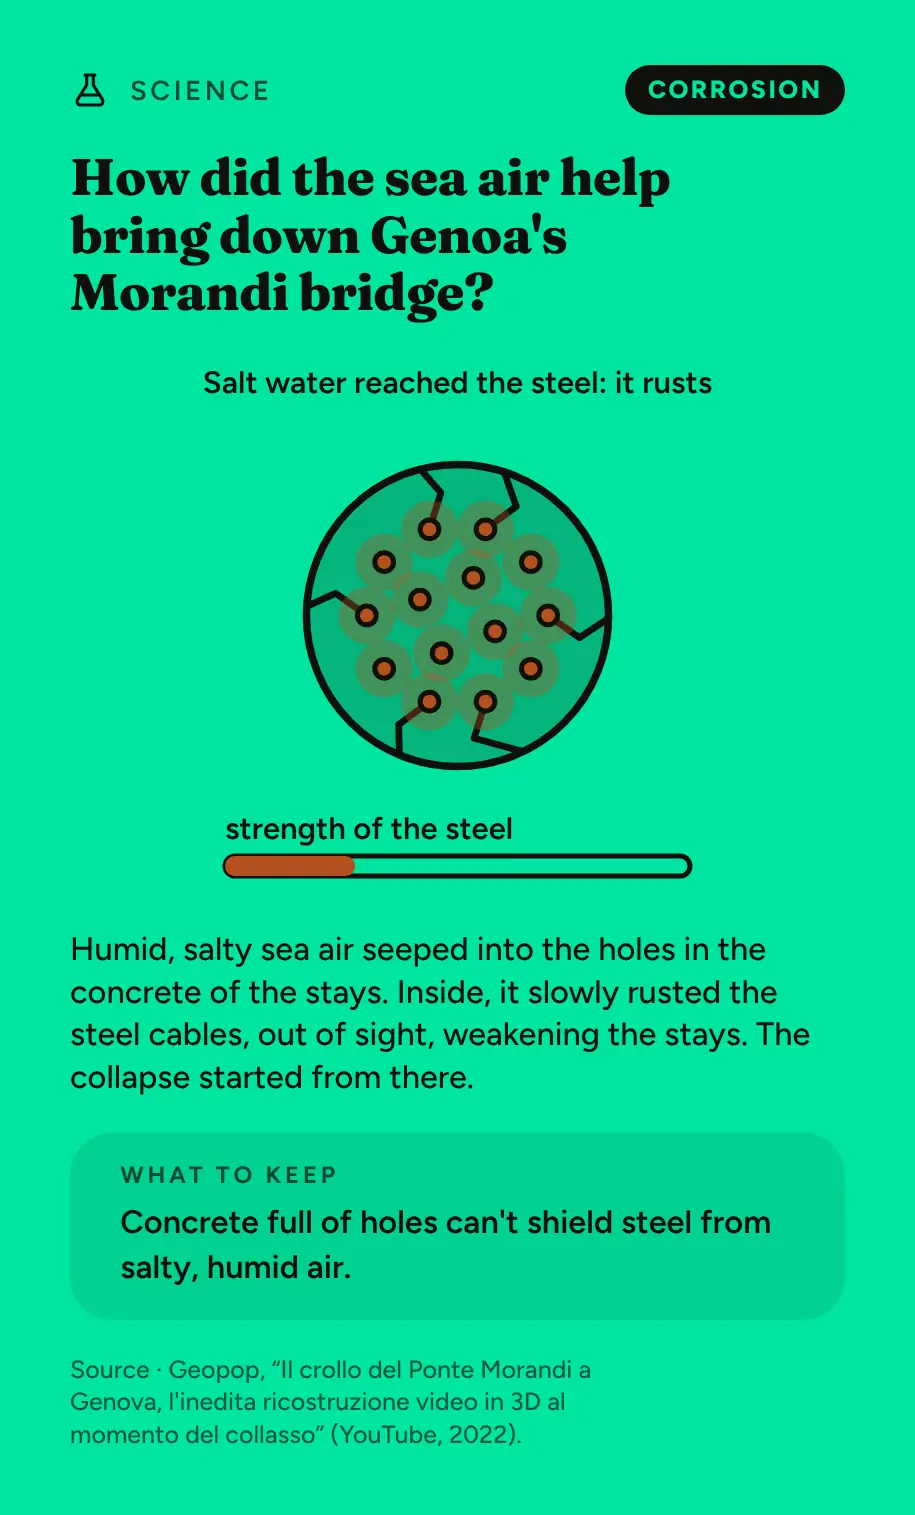 SCIENCE
CORROSION
How did the sea air help
bring down Genoa's
Morandi bridge?
Salt water reached the steel: it rusts
strength of the steel
Humid, salty sea air seeped into the holes in the
concrete of the stays. Inside, it slowly rusted the
steel cables, out of sight, weakening the stays. The
collapse started from there.
WHAT TO KEEP
Concrete full of holes can't shield steel from
salty, humid air.
Source · Geopop, “Il crollo del Ponte Morandi a
Genova, l'inedita ricostruzione video in 3D al
momento del collasso” (YouTube, 2022).